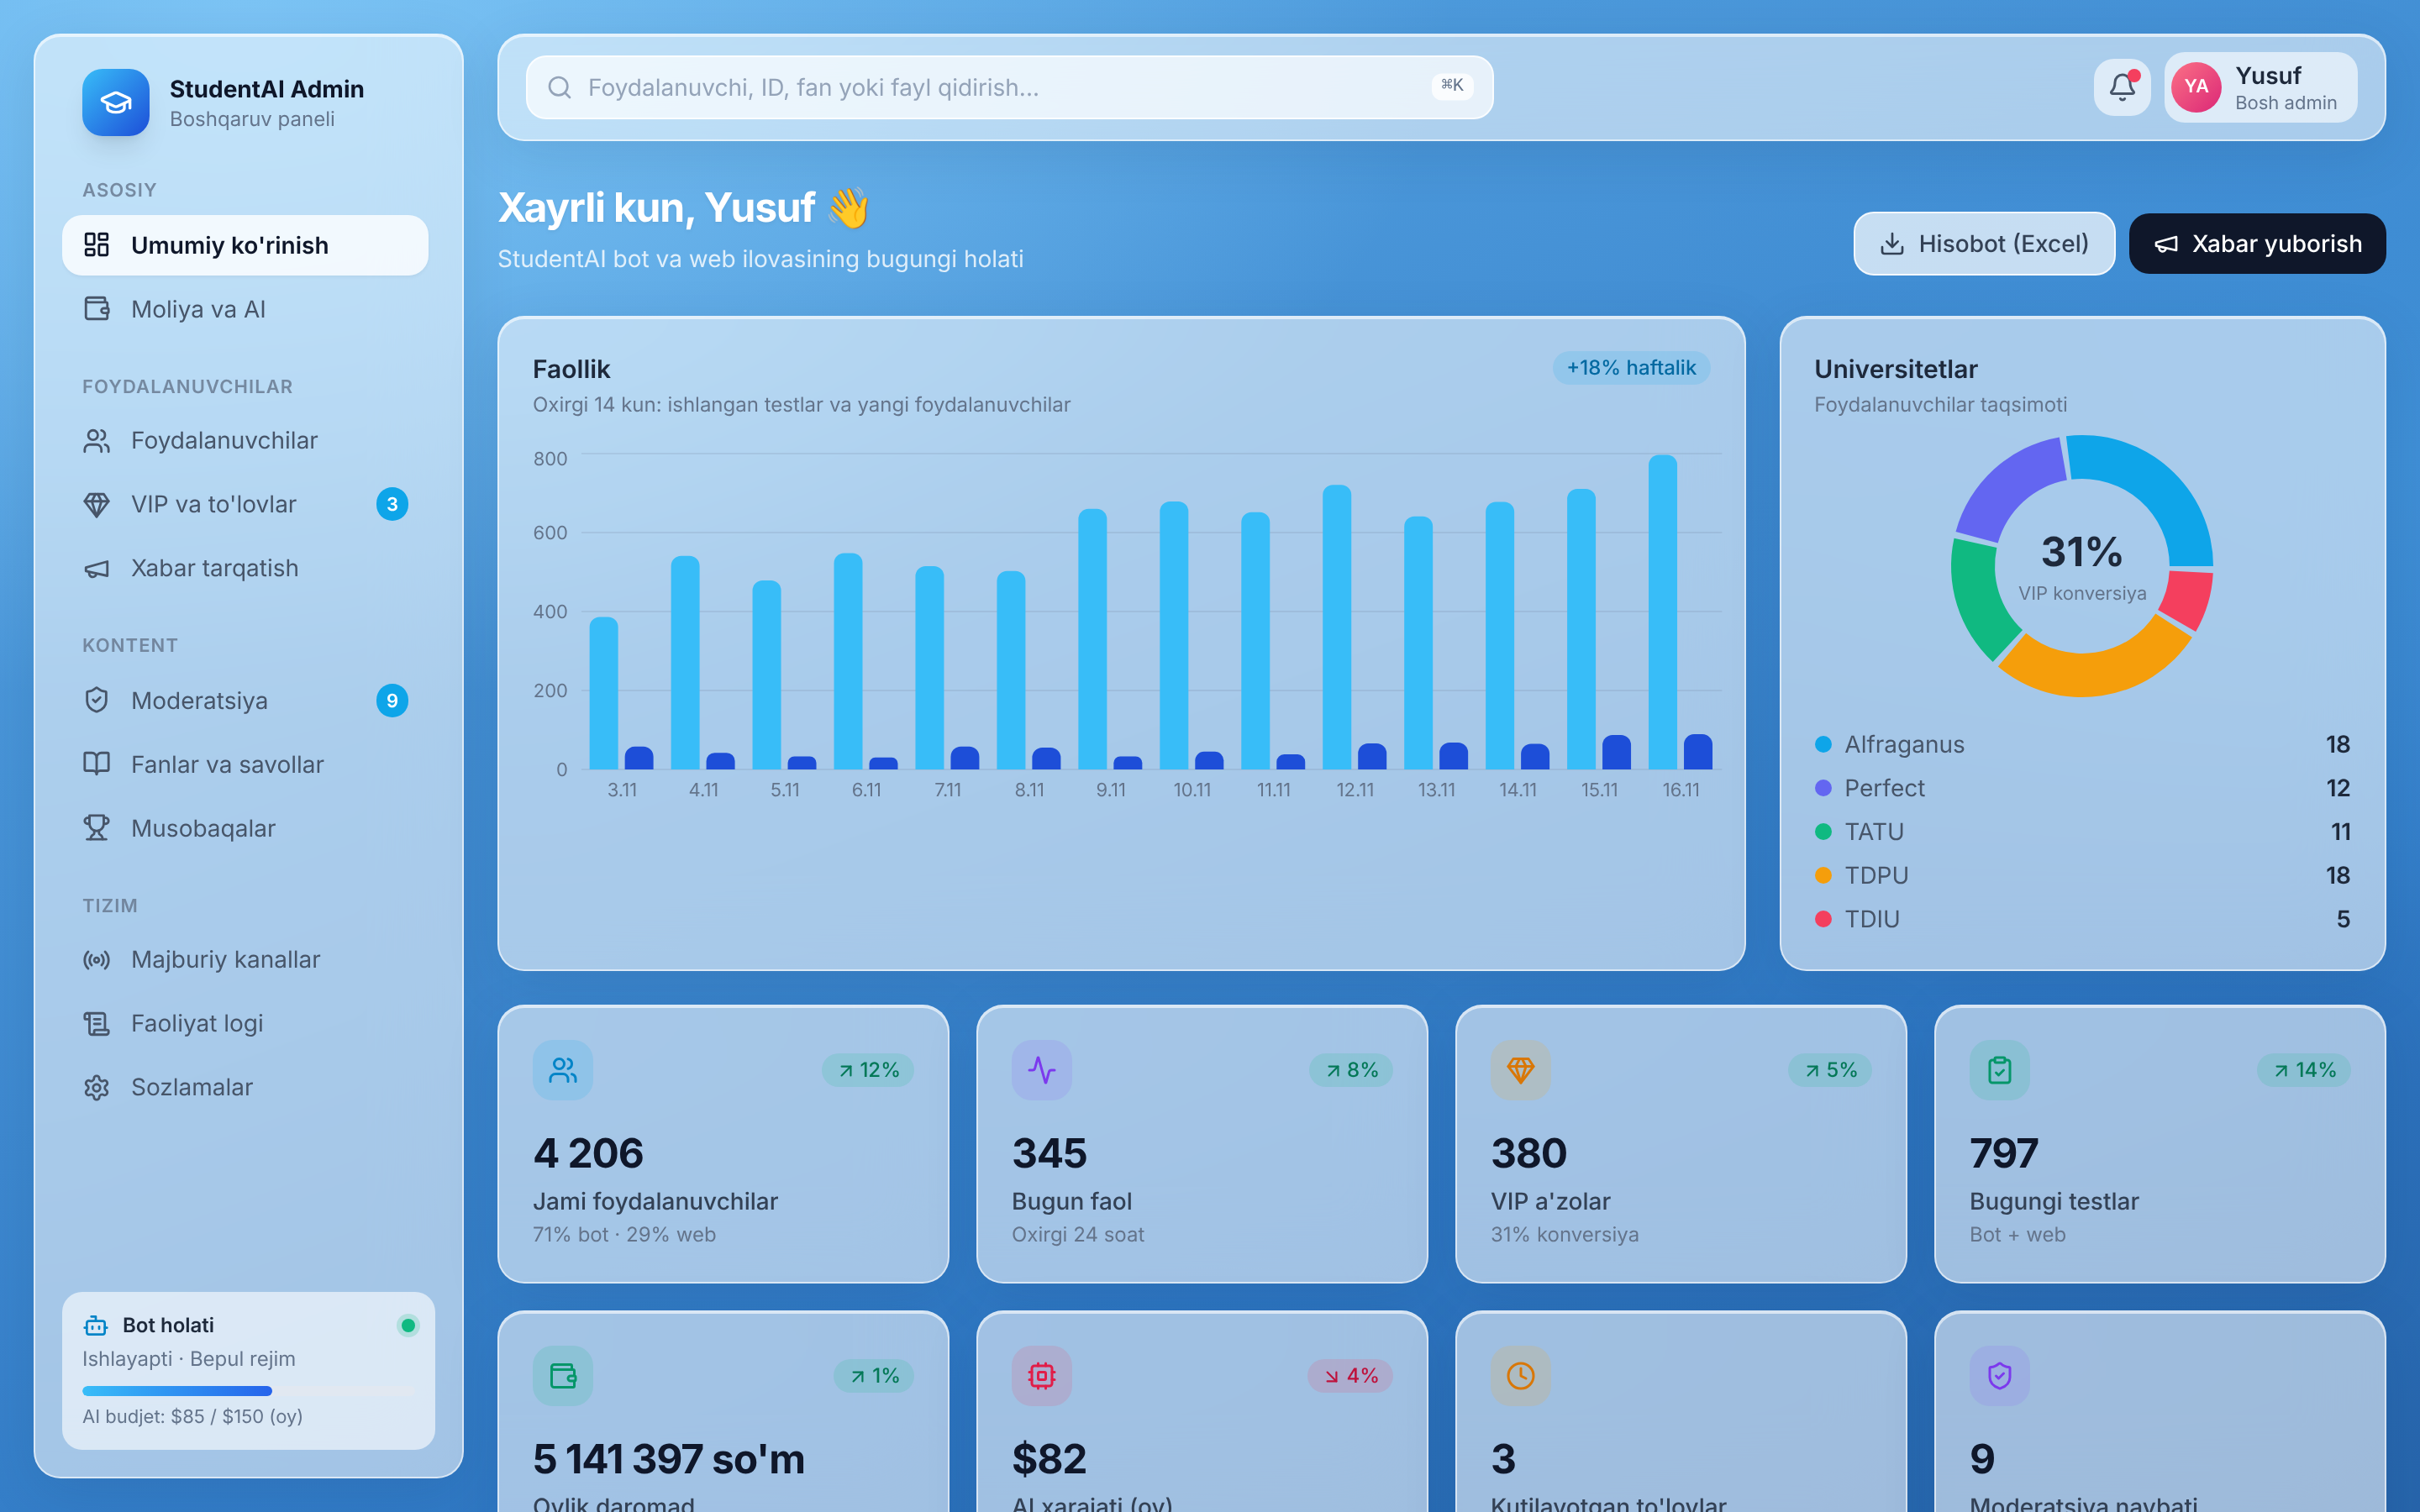 StudentAI Admin
Boshqaruv paneli
ASOSIY
Umumiy ko'rinish
Moliya va AI
FOYDALANUVCHILAR
Foydalanuvchilar
VIP va to'lovlar 3
Xabar tarqatish
KONTENT
Moderatsiya 9
Fanlar va savollar
Musobaqalar
TIZIM
Majburiy kanallar
Faoliyat logi
Sozlamalar
Bot holati
Ishlayapti · Bepul rejim
AI budjet: $85 / $150 (oy)
Foydalanuvchi, ID, fan yoki fayl qidirish... ⌘K
YA
Yusuf
Bosh admin
Xayrli kun, Yusuf 👋
StudentAI bot va web ilovasining bugungi holati
Hisobot (Excel)
Xabar yuborish
Faollik
+18% haftalik
Oxirgi 14 kun: ishlangan testlar va yangi foydalanuvchilar
800
600
400
200
0
3.11 4.11 5.11 6.11 7.11 8.11 9.11 10.11 11.11 12.11 13.11 14.11 15.11 16.11
Universitetlar
Foydalanuvchilar taqsimoti
31%
VIP konversiya
Alfraganus 18
Perfect 12
TATU 11
TDPU 18
TDIU 5
12%
4 206
Jami foydalanuvchilar
71% bot · 29% web
8%
345
Bugun faol
Oxirgi 24 soat
5%
380
VIP a'zolar
31% konversiya
14%
797
Bugungi testlar
Bot + web
1%
5 141 397 so'm
Oylik daromad
4%
$82
AI xarajati (oy)
3
Kutilayotgan to'lovlar
9
Moderatsiya navbati